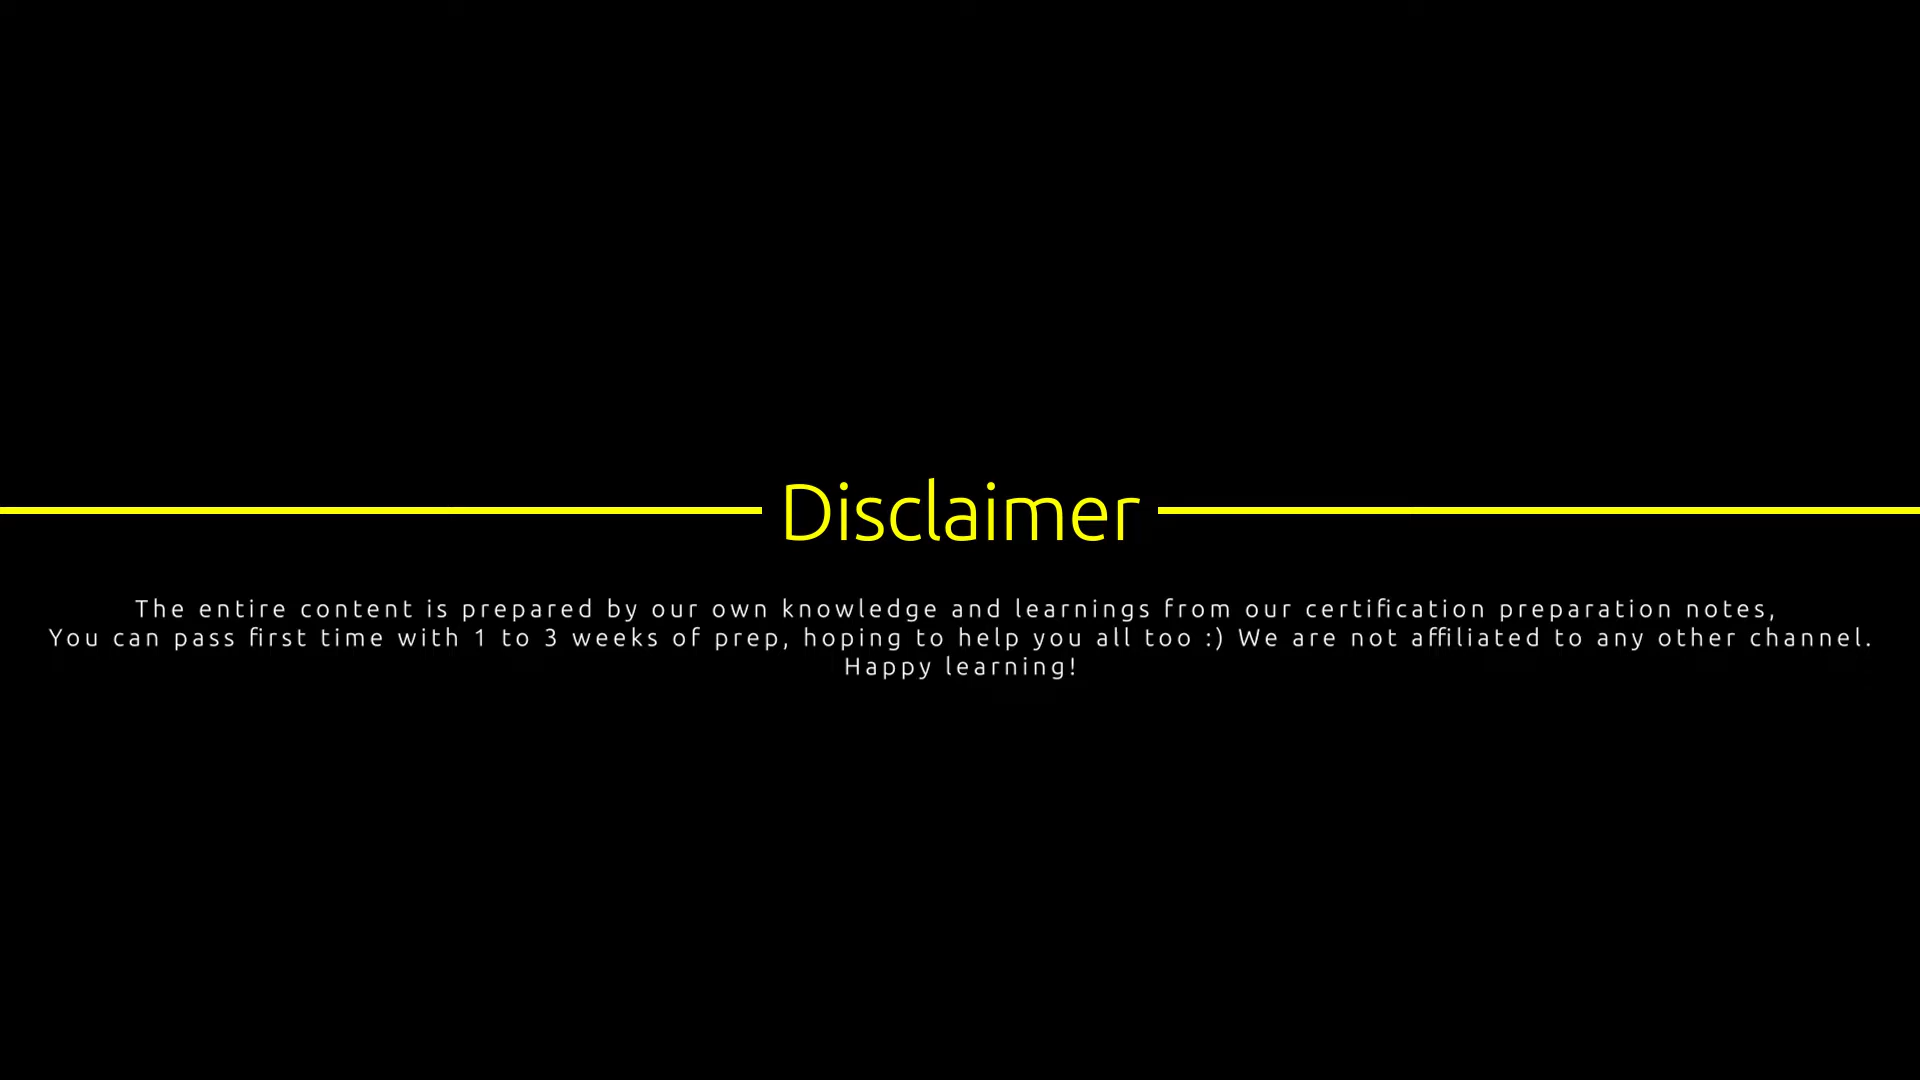 Disclaimer
The entire content is prepared by our own knowledge and learnings from our certification preparation notes,
You can pass first time with 1 to 3 weeks of prep, hoping to help you all too :) We are not affiliated to any other channel.
Happy learning!